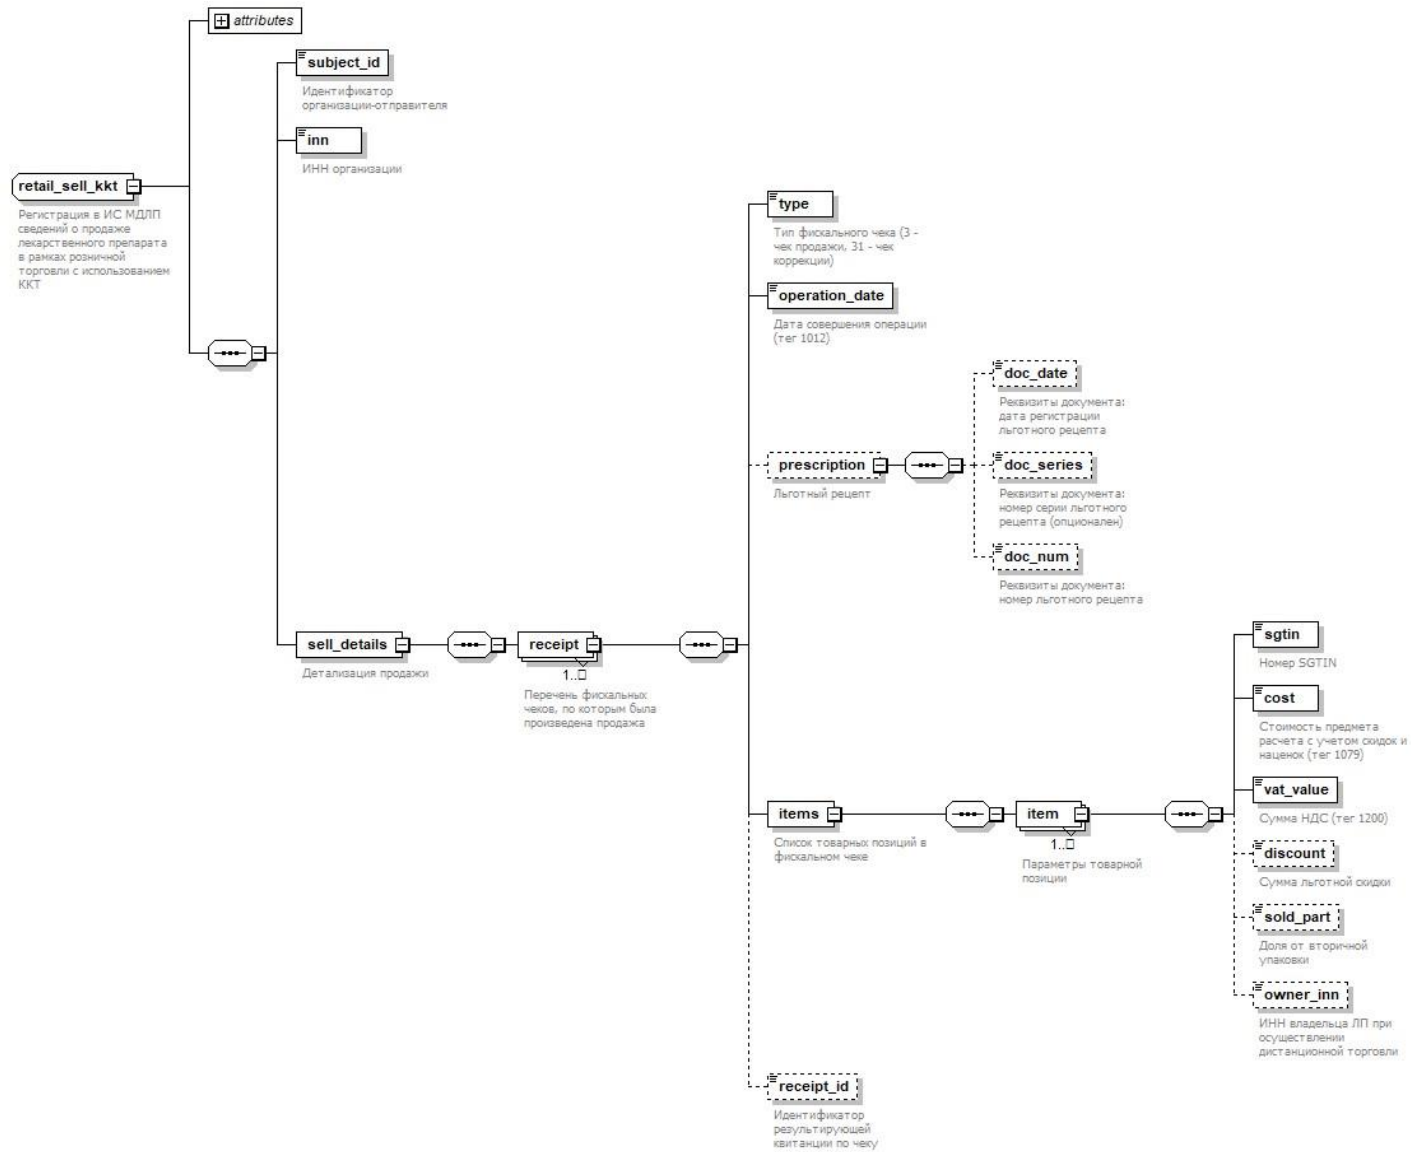 attributes
subject_id
Идентификатор
организации-отправителя
inn
ИНН организации
retail_sell_kkt
Регистрация в ИС МДЛП
сведений о продаже
лекарственного препарата
в рамках розничной
торговли с использованием
ККТ
type
Тип фискального чека (3 -
чек продажи, 31 - чек
коррекции)
operation_date
Дата совершения операции
(тег 1012)
doc_date
Реквизиты документа:
дата регистрации
льготного рецепта
prescription
Льготный рецепт
doc_series
Реквизиты документа:
номер серии льготного
рецепта (опционален)
doc_num
Реквизиты документа:
номер льготного рецепта
sell_details
Детализация продажи
receipt
1..□
Перечень фискальных
чеков, по которым была
произведена продажа
sgtin
Номер SGTIN
cost
Стоимость предмета
расчета с учетом скидок и
наценок (тег 1079)
items
Список товарных позиций в
фискальном чеке
item
1..□
Параметры товарной
позиции
vat_value
Сумма НДС (тег 1200)
discount
Сумма льготной скидки
sold_part
Доля от вторичной
упаковки
owner_inn
ИНН владельца ЛП при
осуществлении
дистанционной торговли
receipt_id
Идентификатор
результирующей
квитанции по чеку